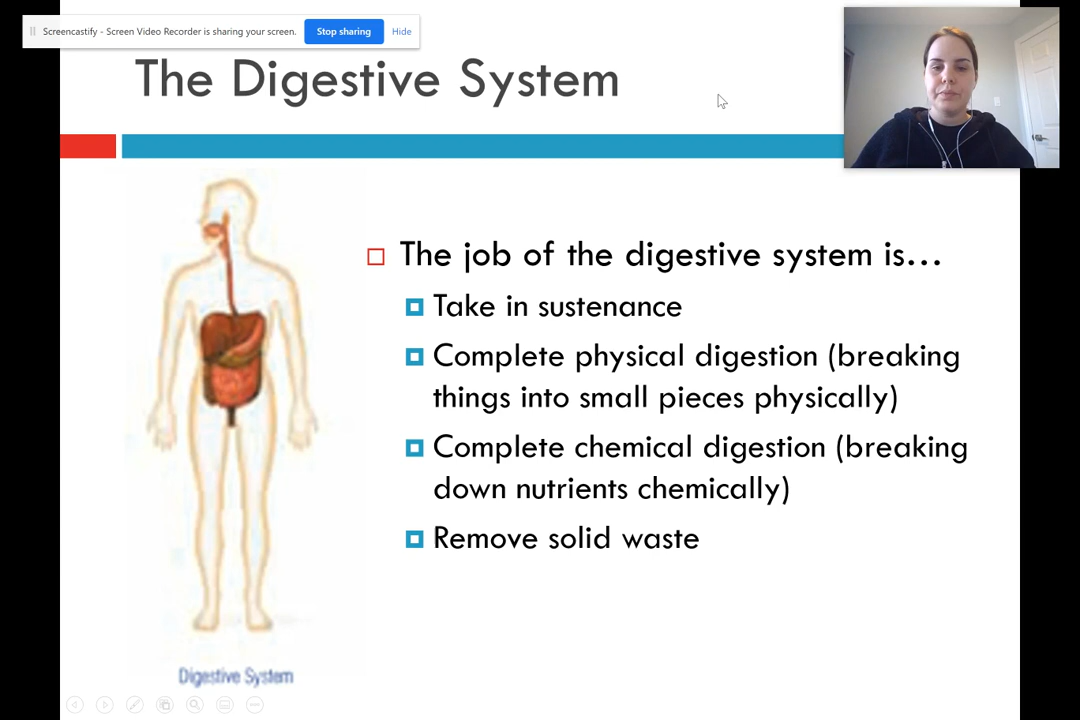 Screencastify - Screen Video Recorder is sharing your screen. Stop sharing Hide
The Digestive System
The job of the digestive system is…
Take in sustenance
Complete physical digestion (breaking
things into small pieces physically)
Complete chemical digestion (breaking
down nutrients chemically)
Remove solid waste
Digestive System